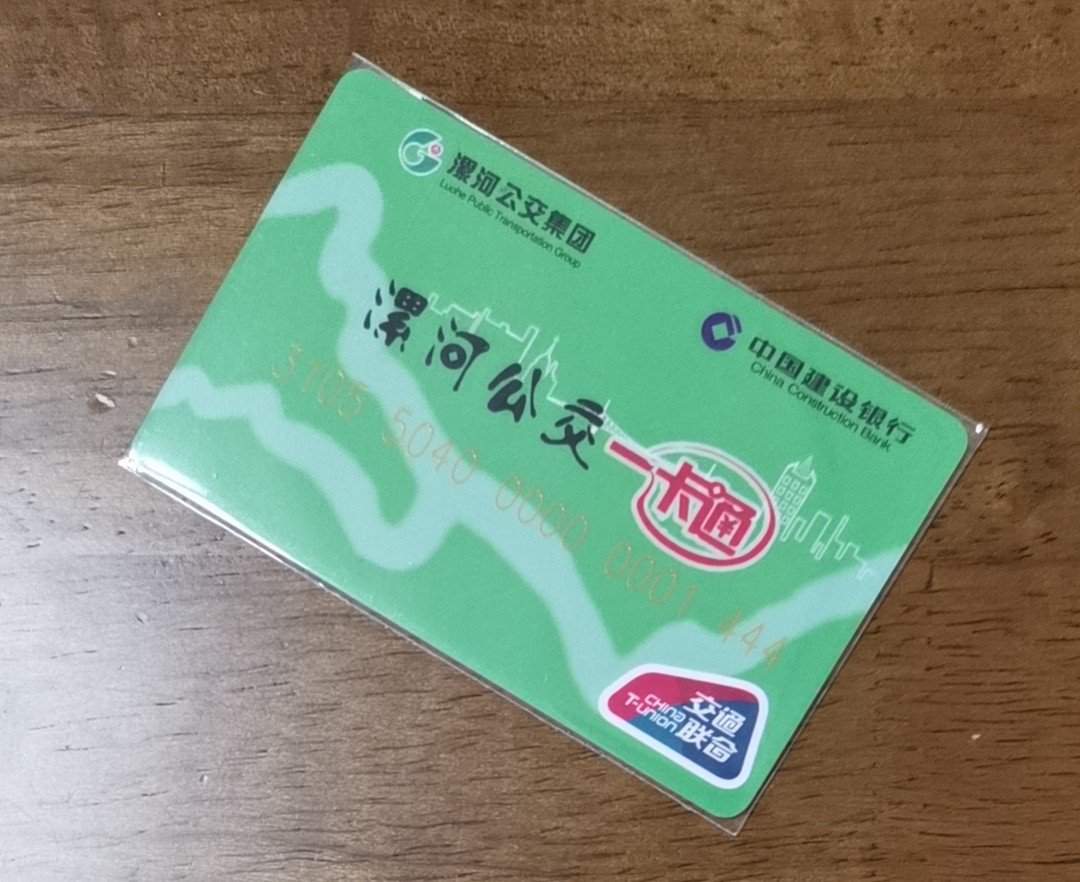 漯河公交集团
Luohe Public Transportation Group
中国建设银行
China Construction Bank
漯河公交一卡通
3105 5040 0000 0001 444
CHINA
T-UNION
交通
联合